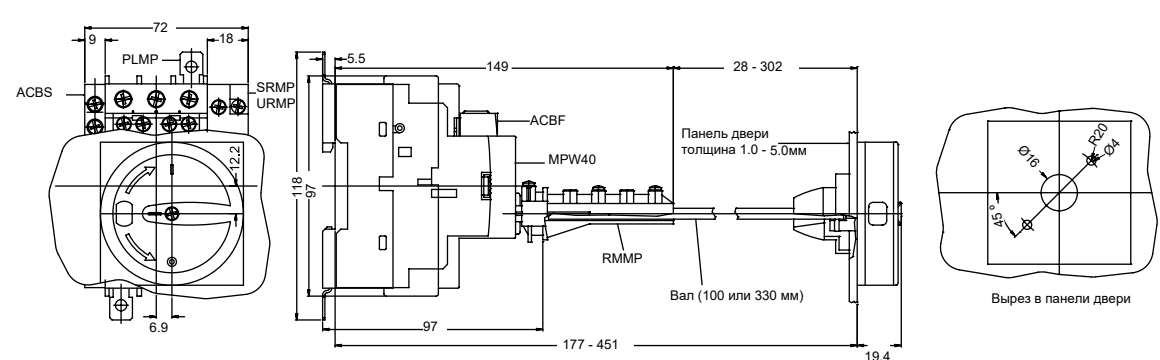 72
9
18
PLMP
ACBS
SRMP
URMP
12.2
6.9
5.5
149
28 - 302
ACBF
MPW40
118
97
Панель двери
толщина 1.0 - 5.0мм
RMMP
Вал (100 или 330 мм)
97
177 - 451
19.4
R20
Ø4
Ø16
45°
Вырез в панели двери